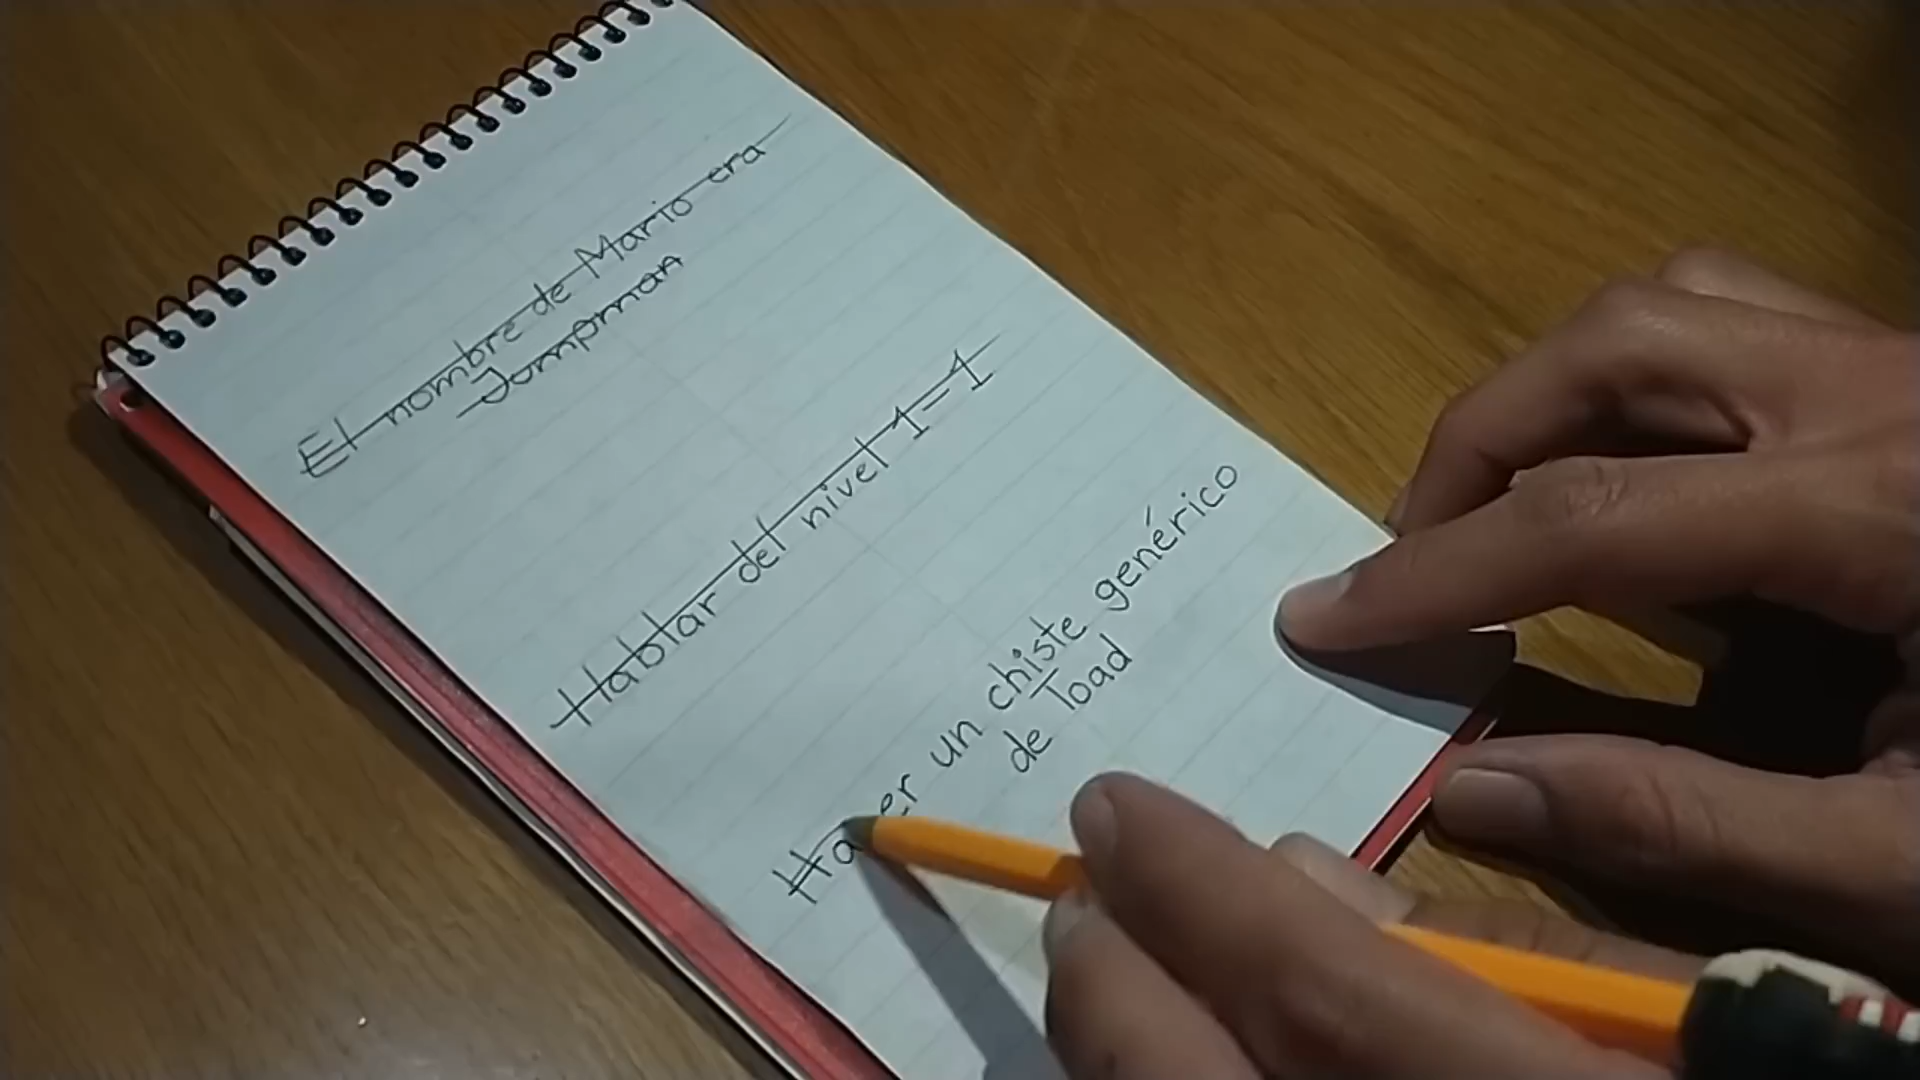 El nombre de Mario era
Jumpman
Hablar del nivel 1-1
Hacer un chiste genérico
de Toad